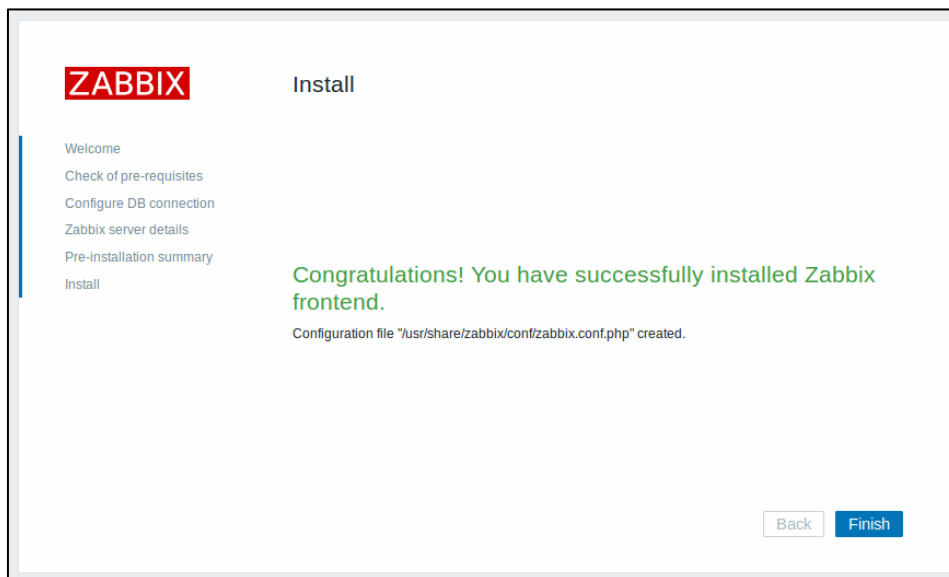 ZABBIX
Install
Welcome
Check of pre-requisites
Configure DB connection
Zabbix server details
Pre-installation summary
Install
Congratulations! You have successfully installed Zabbix
frontend.
Configuration file "/usr/share/zabbix/conf/zabbix.conf.php" created.
Back
Finish